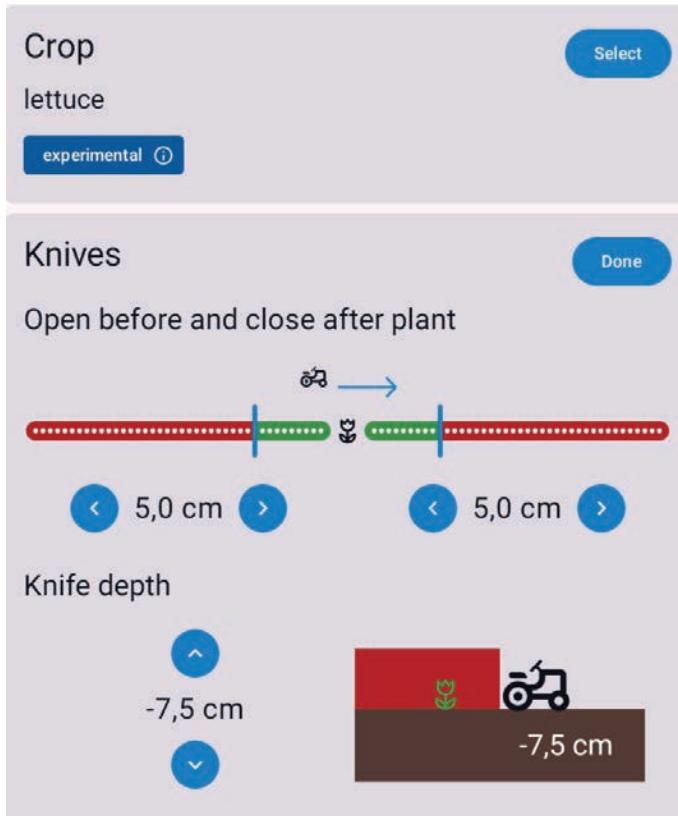 Crop
Select
lettuce
experimental
Knives
Done
Open before and close after plant
5,0 cm
5,0 cm
Knife depth
-7,5 cm
-7,5 cm